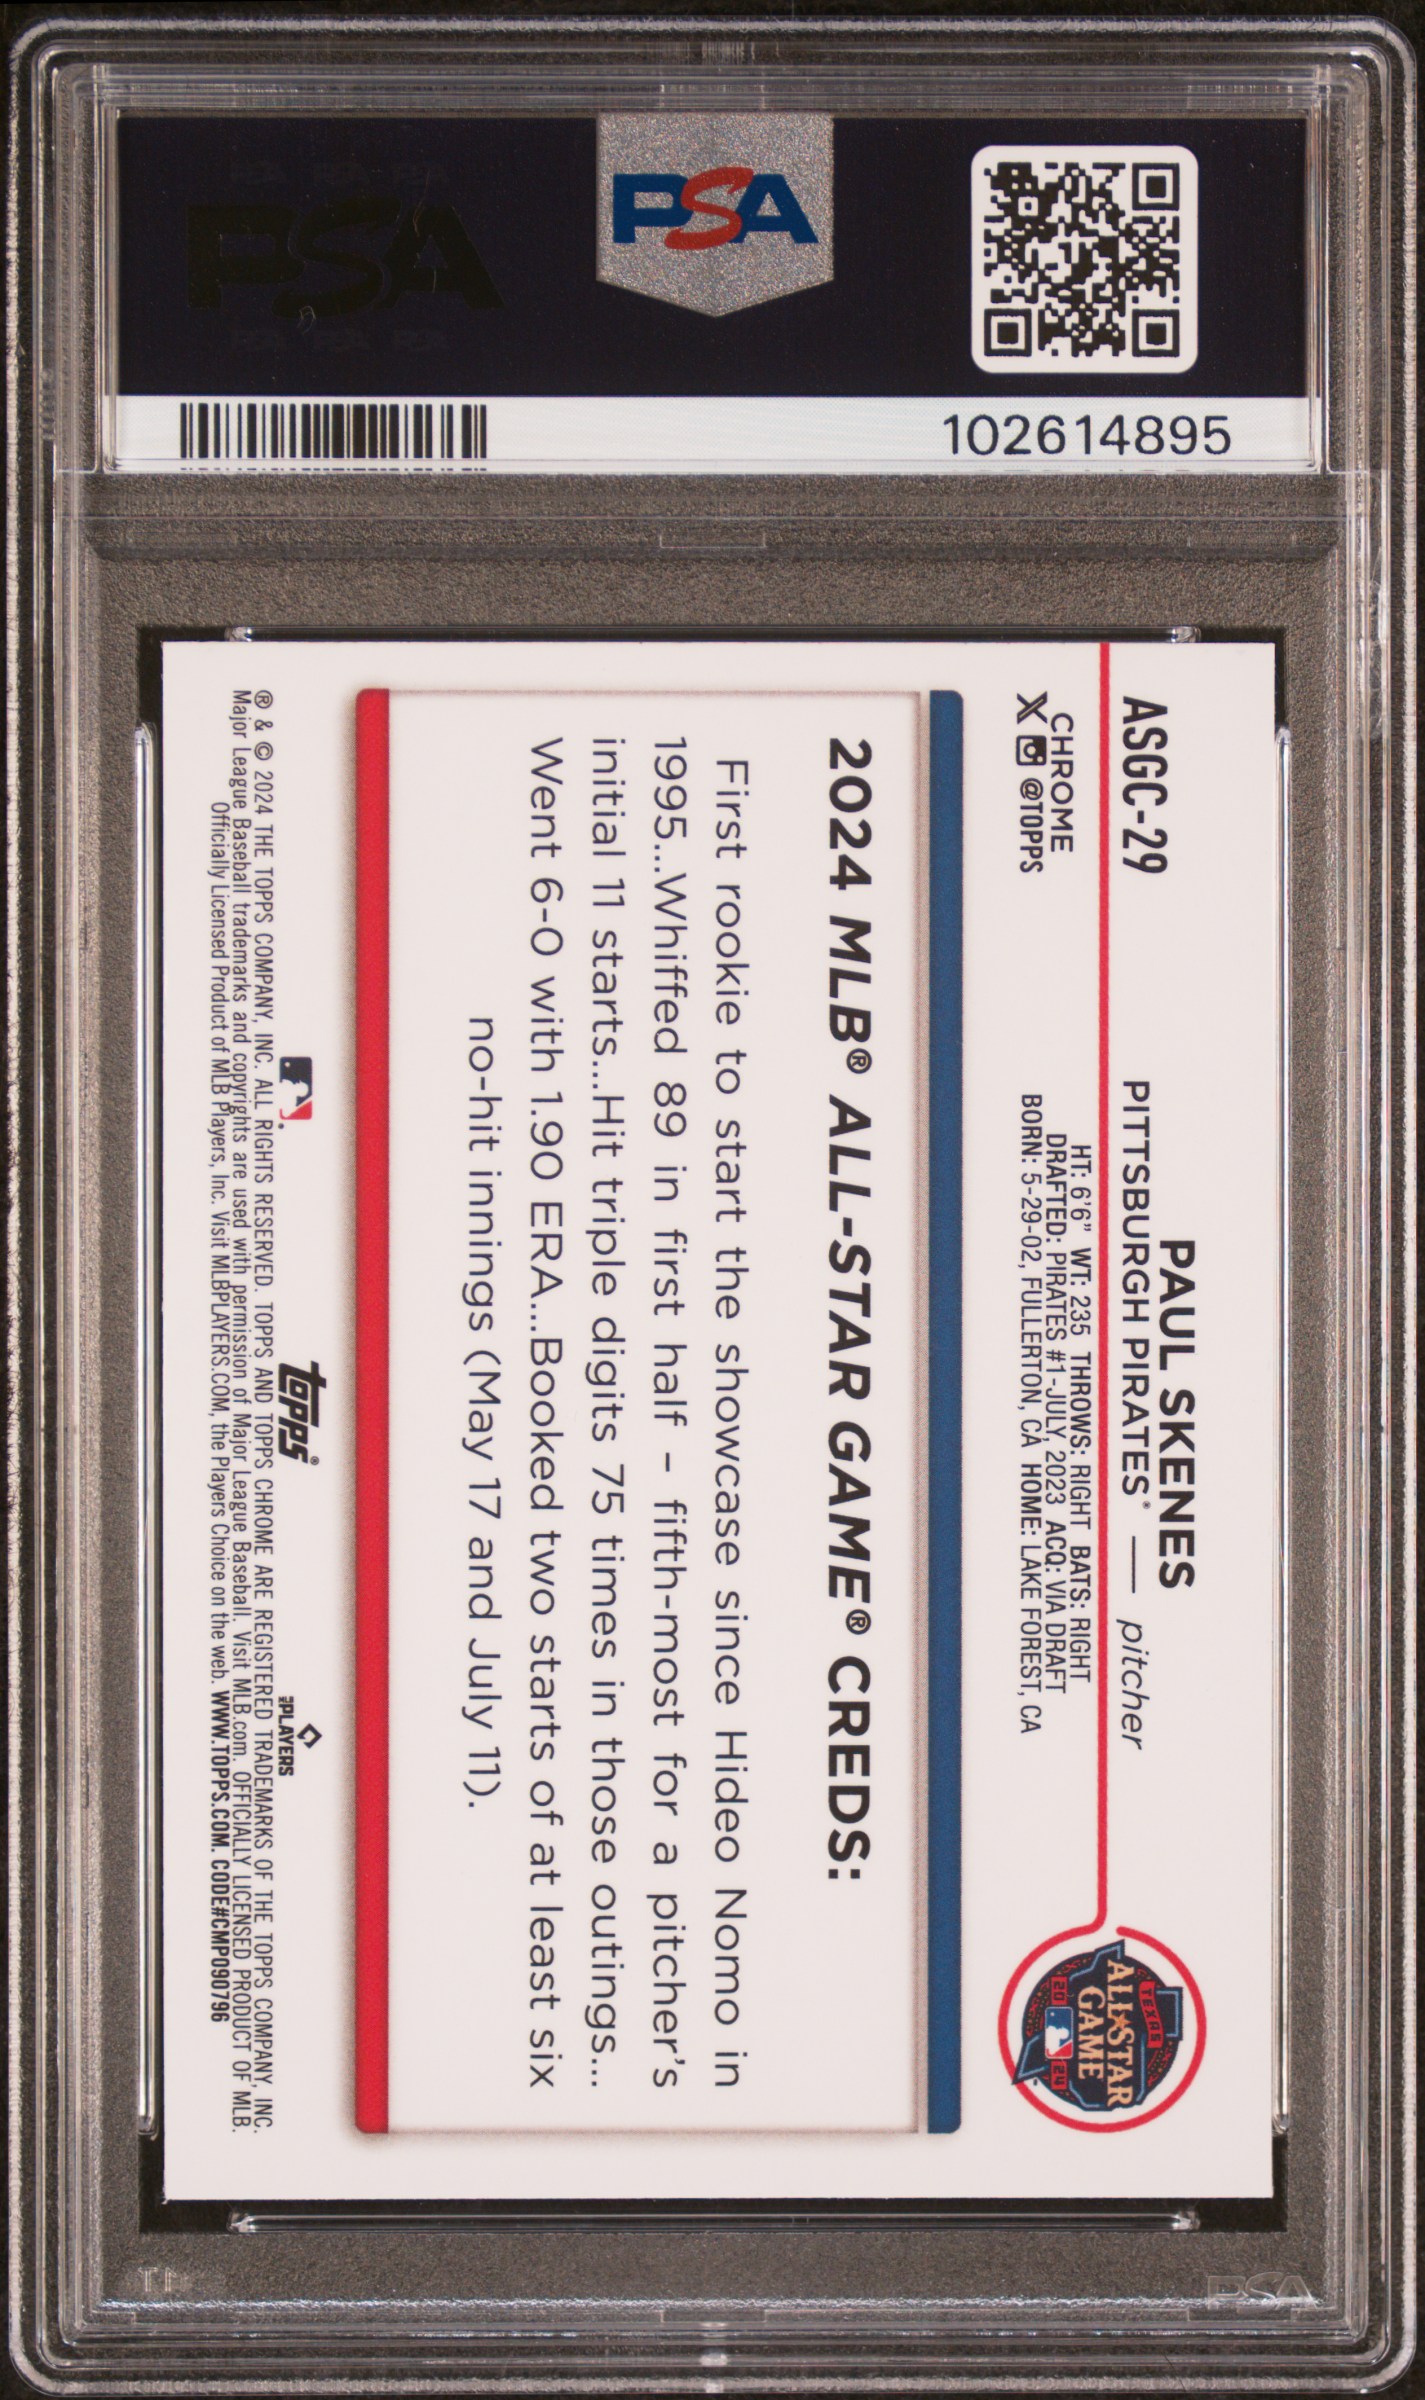 PSA
PSA
102614895
ASGC-29
PAUL SKENES
PITTSBURGH PIRATES® — pitcher
CHROME
X @TOPPS
HT: 6'6" WT: 235 THROWS: RIGHT BATS: RIGHT
DRAFTED: PIRATES #1-JULY, 2023 ACQ: VIA DRAFT
BORN: 5-29-02, FULLERTON, CA HOME: LAKE FOREST, CA
TEXAS
ALL★STAR
GAME
20 24
2024 MLB® ALL-STAR GAME® CREDS:
First rookie to start the showcase since Hideo Nomo in
1995...Whiffed 89 in first half – fifth-most for a pitcher's
initial 11 starts...Hit triple digits 75 times in those outings...
Went 6-0 with 1.90 ERA...Booked two starts of at least six
no-hit innings (May 17 and July 11).
topps®
PLAYERS
® & © 2024 THE TOPPS COMPANY, INC. ALL RIGHTS RESERVED. TOPPS AND TOPPS CHROME ARE REGISTERED TRADEMARKS OF THE TOPPS COMPANY, INC.
Major League Baseball trademarks and copyrights are used with permission of Major League Baseball. Visit MLB.com. OFFICIALLY LICENSED PRODUCT OF MLB.
Officially Licensed Product of MLB Players, Inc. Visit MLBPLAYERS.COM, the Players Choice on the web. WWW.TOPPS.COM. CODE#CMP090796
PSA